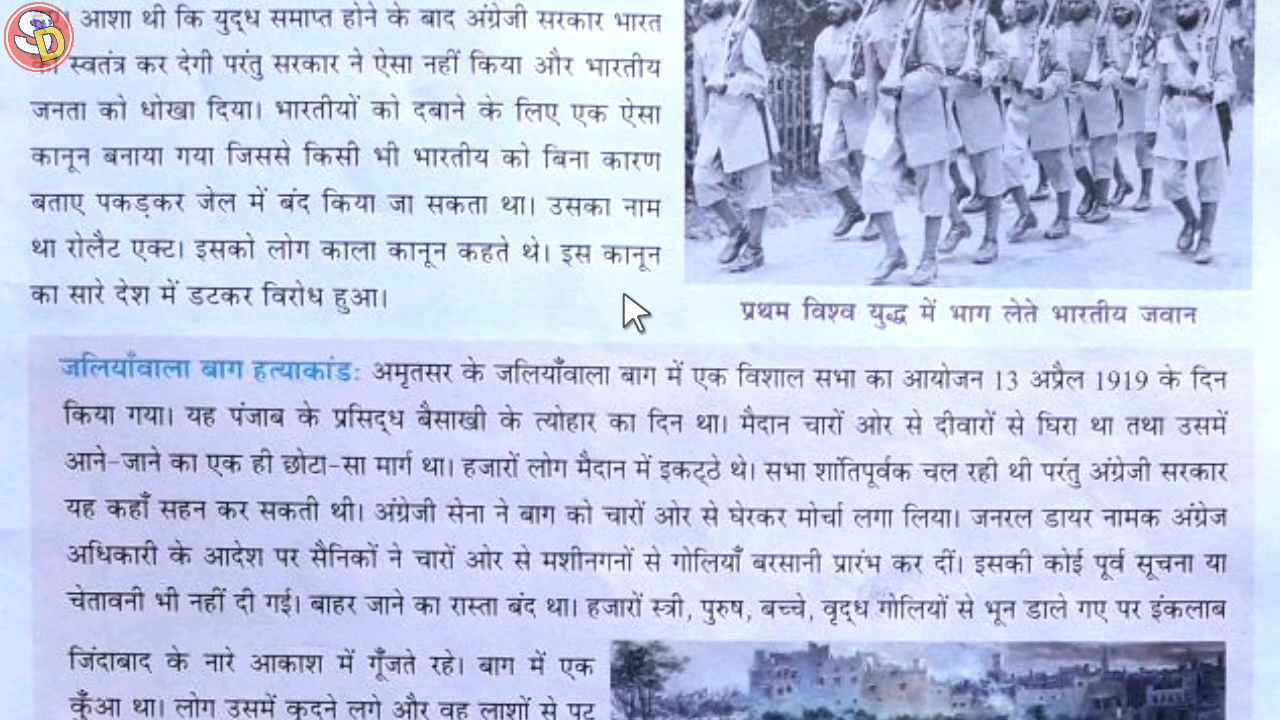 SD
आशा थी कि युद्ध समाप्त होने के बाद अंग्रेजी सरकार भारत
स्वतंत्र कर देगी परंतु सरकार ने ऐसा नहीं किया और भारतीय
जनता को धोखा दिया। भारतीयों को दबाने के लिए एक ऐसा
कानून बनाया गया जिससे किसी भी भारतीय को बिना कारण
बताए पकड़कर जेल में बंद किया जा सकता था। उसका नाम
था रोलैट एक्ट। इसको लोग काला कानून कहते थे। इस कानून
का सारे देश में डटकर विरोध हुआ।
प्रथम विश्व युद्ध में भाग लेते भारतीय जवान
जलियाँवाला बाग हत्याकांड: अमृतसर के जलियाँवाला बाग में एक विशाल सभा का आयोजन 13 अप्रैल 1919 के दिन
किया गया। यह पंजाब के प्रसिद्ध बैसाखी के त्योहार का दिन था। मैदान चारों ओर से दीवारों से घिरा था तथा उसमें
आने-जाने का एक ही छोटा-सा मार्ग था। हजारों लोग मैदान में इकट्ठे थे। सभा शांतिपूर्वक चल रही थी परंतु अंग्रेजी सरकार
यह कहाँ सहन कर सकती थी। अंग्रेजी सेना ने बाग को चारों ओर से घेरकर मोर्चा लगा लिया। जनरल डायर नामक अंग्रेज
अधिकारी के आदेश पर सैनिकों ने चारों ओर से मशीनगनों से गोलियाँ बरसानी प्रारंभ कर दीं। इसकी कोई पूर्व सूचना या
चेतावनी भी नहीं दी गई। बाहर जाने का रास्ता बंद था। हजारों स्त्री, पुरुष, बच्चे, वृद्ध गोलियों से भून डाले गए पर इंकलाब
जिंदाबाद के नारे आकाश में गूँजते रहे। बाग में एक
कुँआ था। लोग उसमें कूदने लगे और वह लाशों से पट